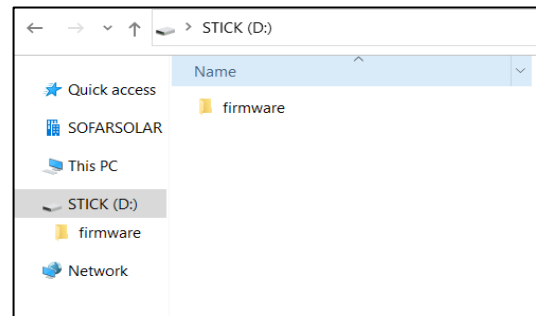 STICK (D:)
Name
Quick access
firmware
SOFARSOLAR
This PC
STICK (D:)
firmware
Network